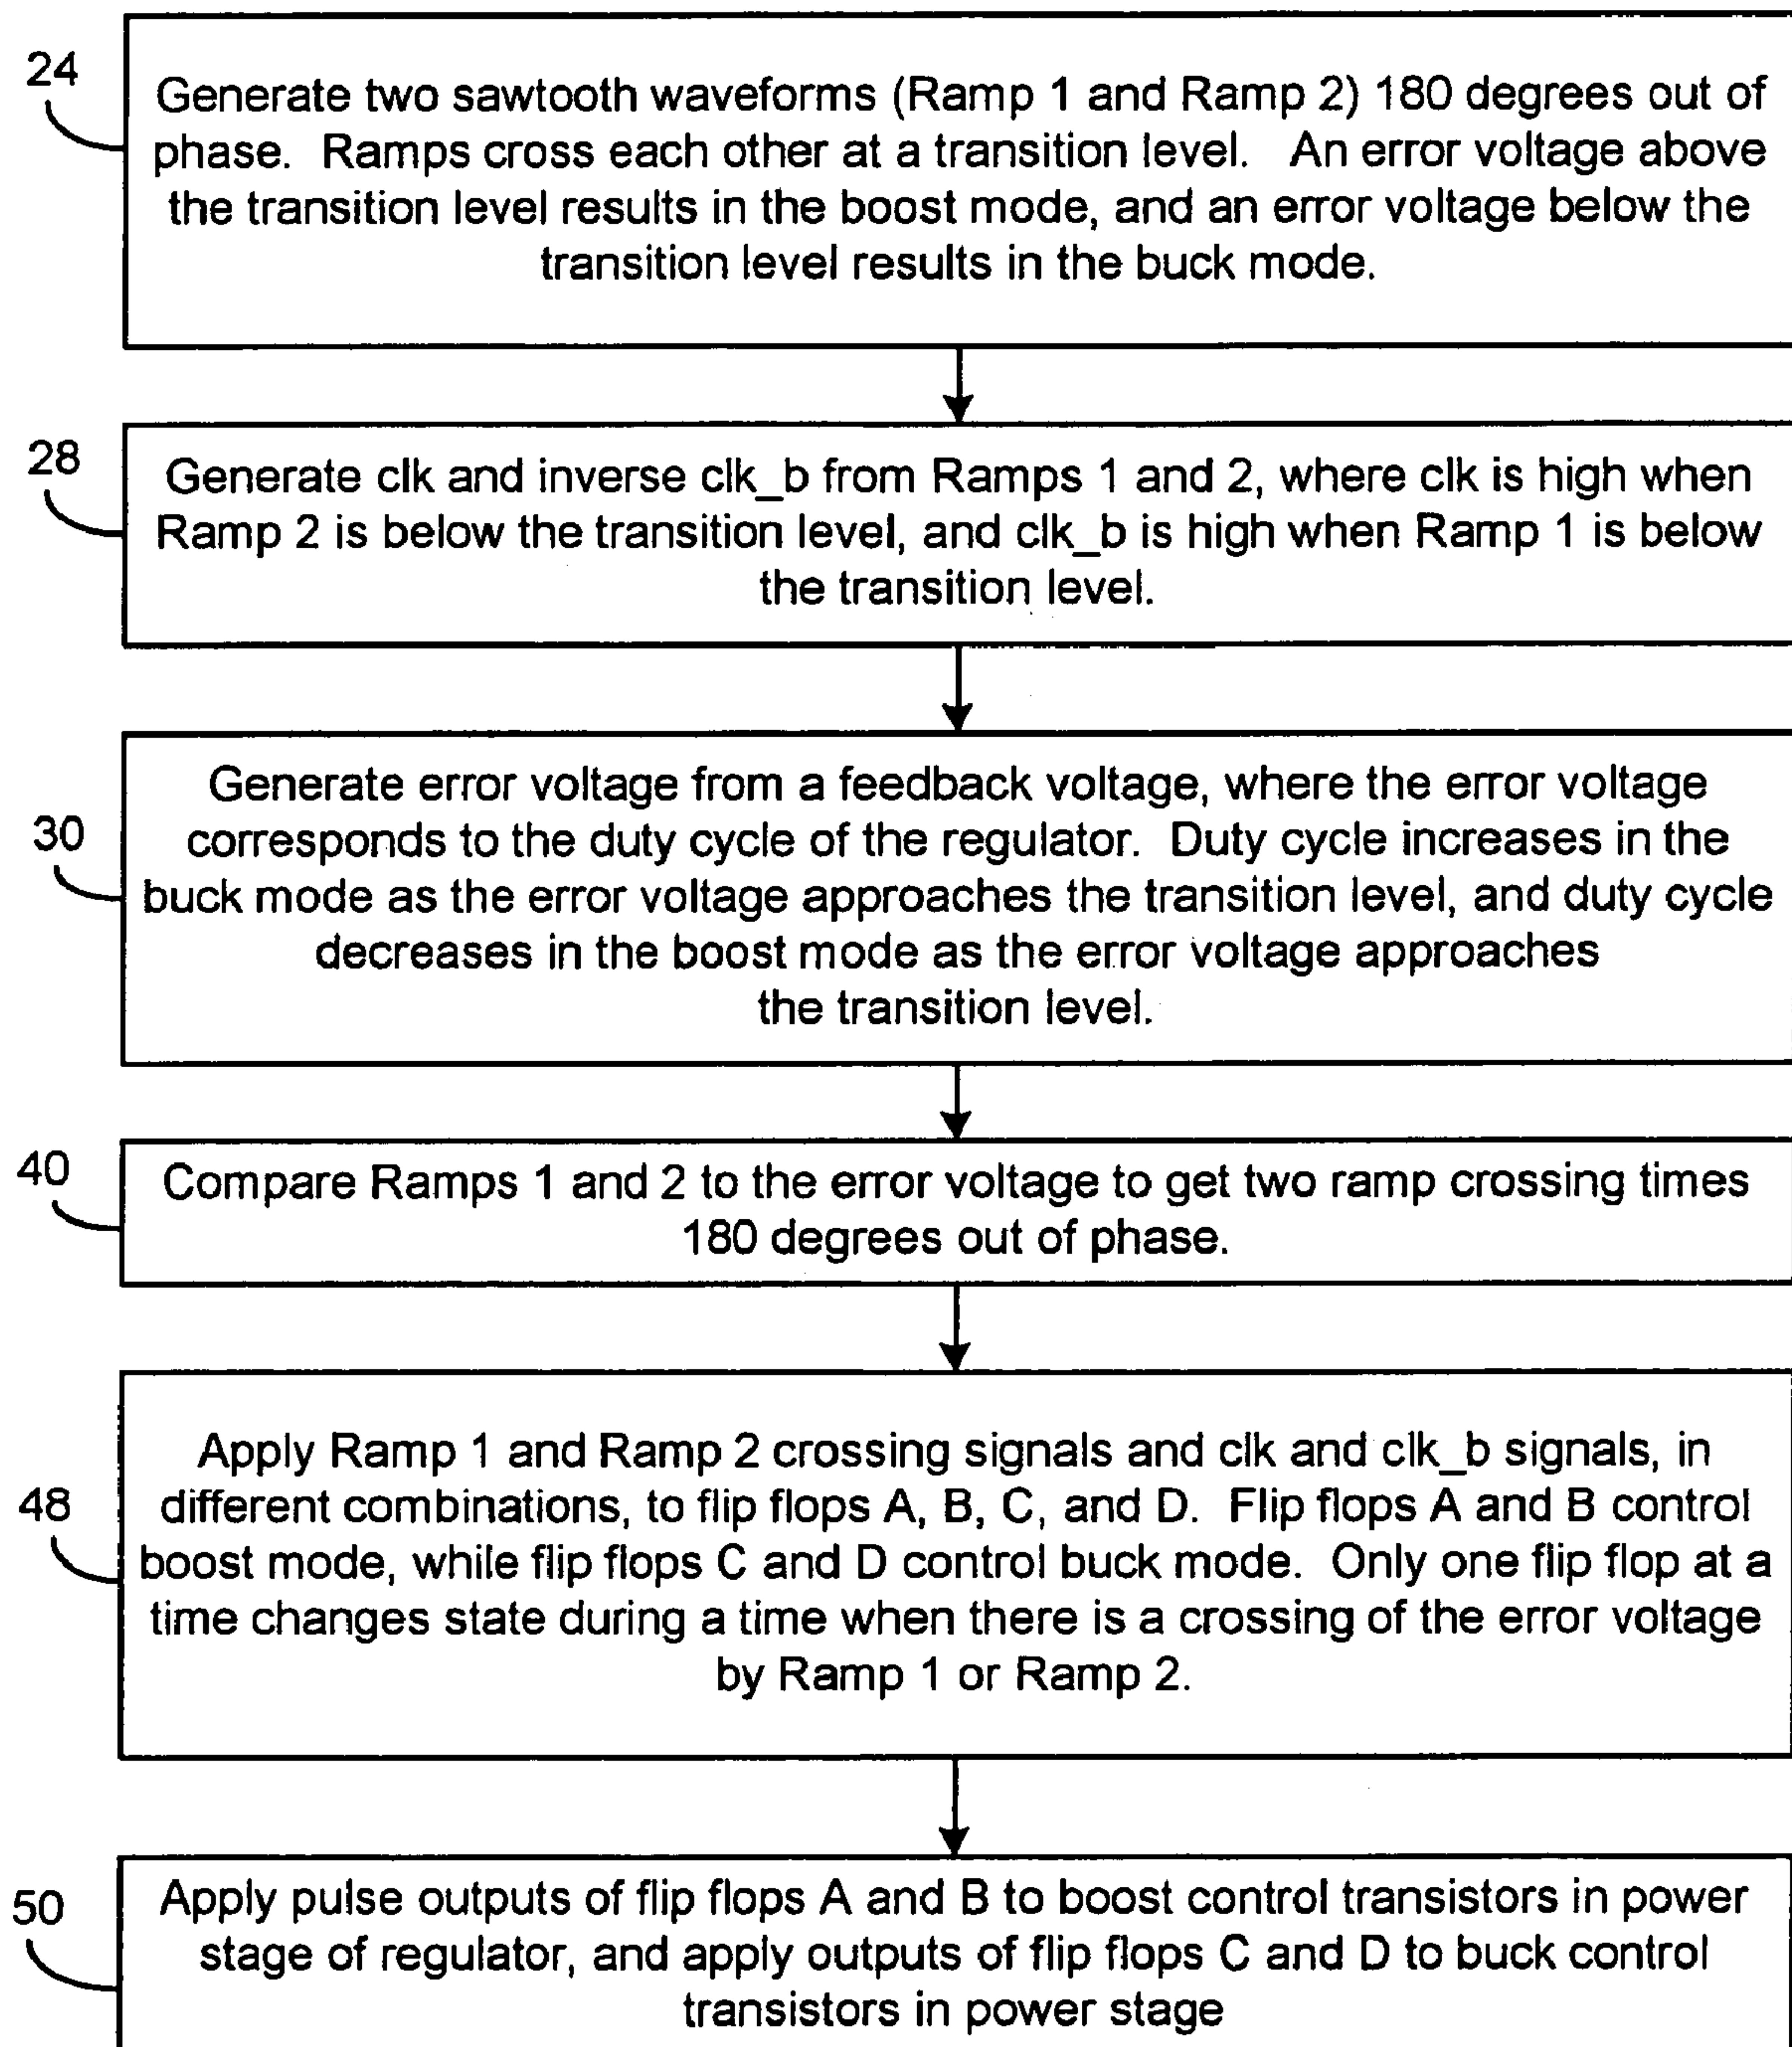 24
Generate two sawtooth waveforms (Ramp 1 and Ramp 2) 180 degrees out of
phase. Ramps cross each other at a transition level. An error voltage above
the transition level results in the boost mode, and an error voltage below the
transition level results in the buck mode.
28
Generate clk and inverse clk_b from Ramps 1 and 2, where clk is high when
Ramp 2 is below the transition level, and clk_b is high when Ramp 1 is below
the transition level.
30
Generate error voltage from a feedback voltage, where the error voltage
corresponds to the duty cycle of the regulator. Duty cycle increases in the
buck mode as the error voltage approaches the transition level, and duty cycle
decreases in the boost mode as the error voltage approaches
the transition level.
40
Compare Ramps 1 and 2 to the error voltage to get two ramp crossing times
180 degrees out of phase.
48
Apply Ramp 1 and Ramp 2 crossing signals and clk and clk_b signals, in
different combinations, to flip flops A, B, C, and D. Flip flops A and B control
boost mode, while flip flops C and D control buck mode. Only one flip flop at a
time changes state during a time when there is a crossing of the error voltage
by Ramp 1 or Ramp 2.
50
Apply pulse outputs of flip flops A and B to boost control transistors in power
stage of regulator, and apply outputs of flip flops C and D to buck control
transistors in power stage